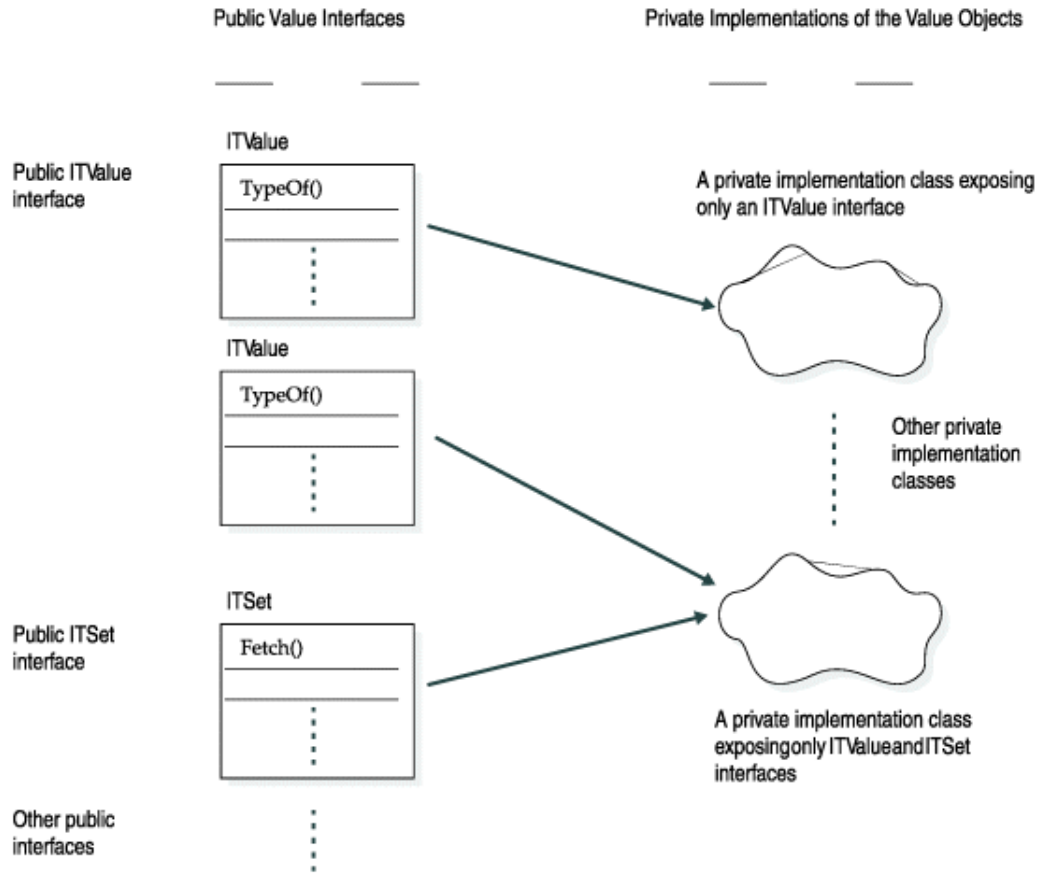 Public Value Interfaces
Private Implementations of the Value Objects
ITValue
Public ITValue
interface
TypeOf()
A private implementation class exposing
only an ITValue interface
ITValue
TypeOf()
Other private
implementation
classes
ITSet
Public ITSet
interface
Fetch()
A private implementation class
exposingonly ITValueandITSet
interfaces
Other public
interfaces